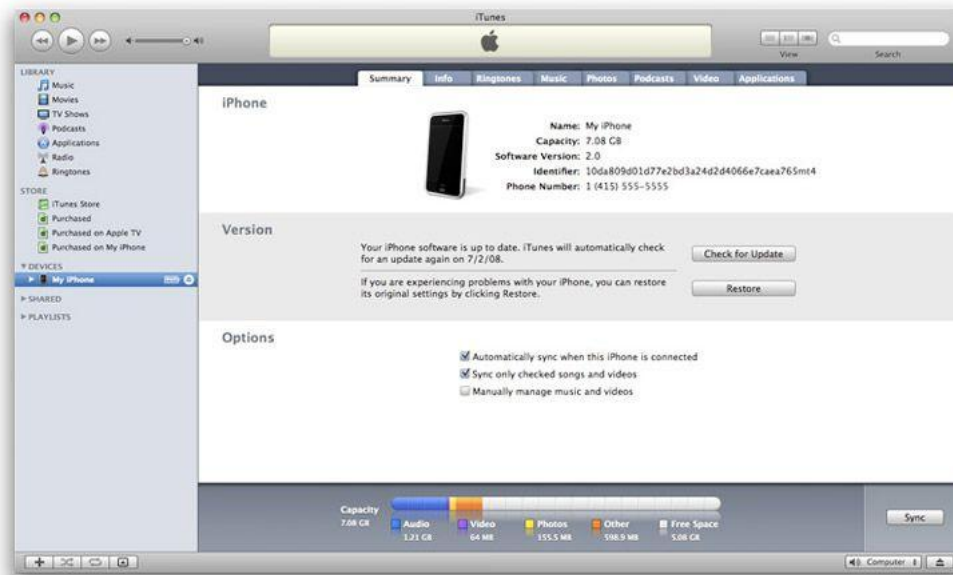 iTunes
View
Search
LIBRARY
Music
Movies
TV Shows
Podcasts
Applications
Radio
Ringtones
STORE
iTunes Store
Purchased
Purchased on Apple TV
Purchased on My iPhone
DEVICES
My iPhone
SHARED
PLAYLISTS
Summary Info Ringtones Music Photos Podcasts Video Applications
iPhone
Name: My iPhone
Capacity: 7.08 GB
Software Version: 2.0
Identifier: 10da809d01d77e2bd3a24d2d4066e7caea765mt4
Phone Number: 1 (415) 555-5555
Version
Your iPhone software is up to date. iTunes will automatically check
for an update again on 7/2/08.
Check for Update
If you are experiencing problems with your iPhone, you can restore
its original settings by clicking Restore.
Restore
Options
Automatically sync when this iPhone is connected
Sync only checked songs and videos
Manually manage music and videos
Capacity
7.08 GB
Audio
1.21 GB
Video
64 MB
Photos
155.5 MB
Other
598.9 MB
Free Space
5.08 GB
Sync
Computer